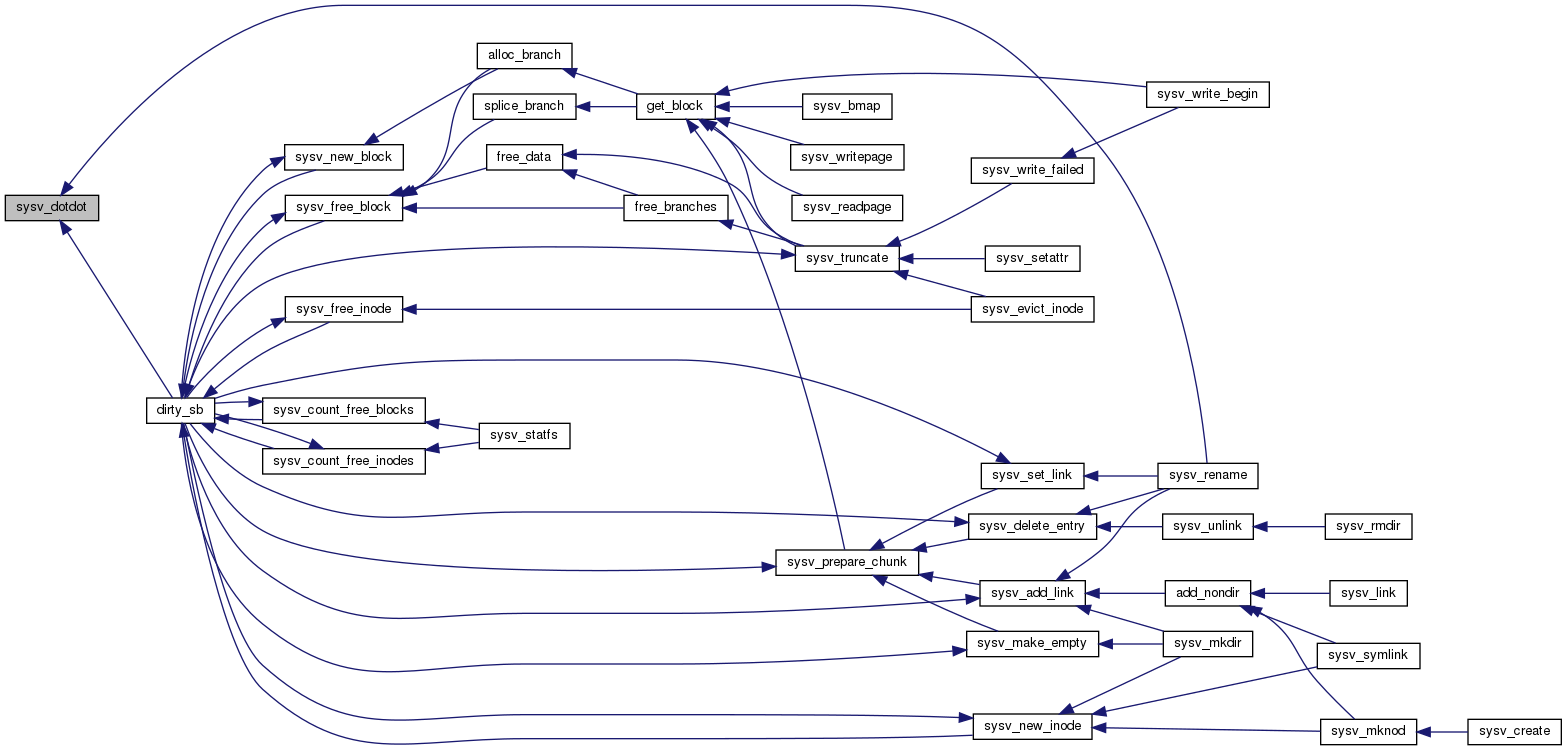 alloc_branch
sysv_write_begin
splice_branch
get_block
sysv_bmap
sysv_new_block
free_data
sysv_writepage
sysv_write_failed
sysv_dotdot
sysv_free_block
free_branches
sysv_readpage
sysv_truncate
sysv_setattr
sysv_free_inode
sysv_evict_inode
dirty_sb
sysv_count_free_blocks
sysv_statfs
sysv_count_free_inodes
sysv_set_link
sysv_rename
sysv_delete_entry
sysv_unlink
sysv_rmdir
sysv_prepare_chunk
sysv_add_link
add_nondir
sysv_link
sysv_make_empty
sysv_mkdir
sysv_symlink
sysv_new_inode
sysv_mknod
sysv_create